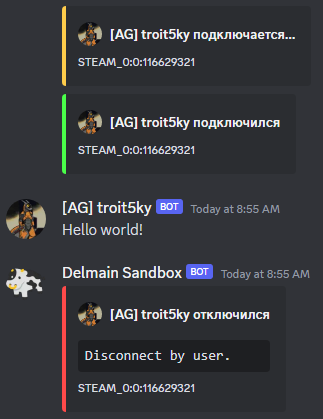 [AG] troit5ky подключается...
STEAM_0:0:116629321
[AG] troit5ky подключился
STEAM_0:0:116629321
[AG] troit5ky BOT Today at 8:55 AM
Hello world!
Delmain Sandbox BOT Today at 8:55 AM
[AG] troit5ky отключился
Disconnect by user.
STEAM_0:0:116629321